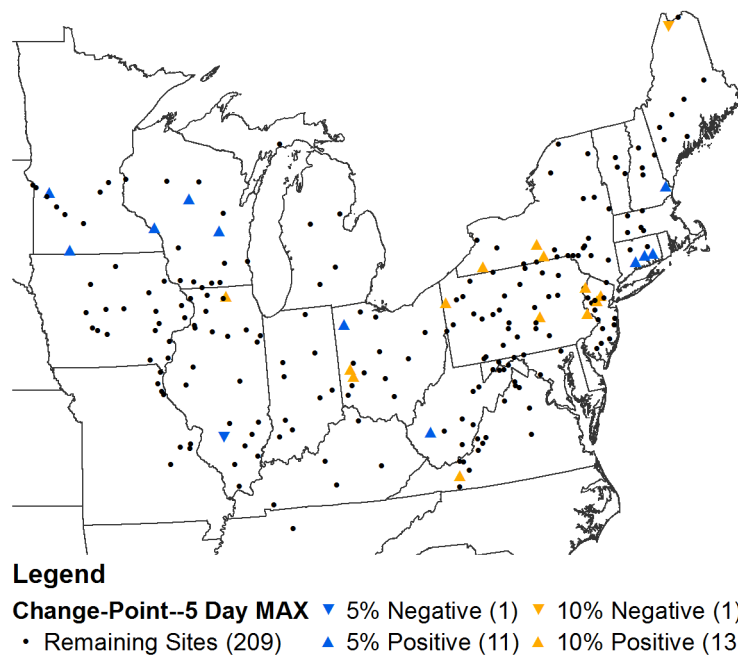 Legend
Change-Point--5 Day MAX ▼ 5% Negative (1) ▼ 10% Negative (1)
• Remaining Sites (209) ▲ 5% Positive (11) ▲ 10% Positive (13